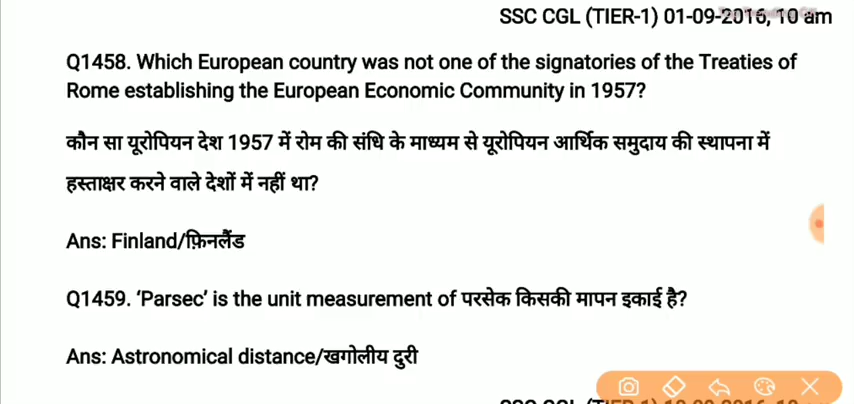 SSC CGL (TIER-1) 01-09-2016, 10 am
Q1458. Which European country was not one of the signatories of the Treaties of
Rome establishing the European Economic Community in 1957?
कौन सा यूरोपियन देश 1957 में रोम की संधि के माध्यम से यूरोपियन आर्थिक समुदाय की स्थापना में
हस्ताक्षर करने वाले देशों में नहीं था?
Ans: Finland/फ़िनलैंड
Q1459. ‘Parsec’ is the unit measurement of परसेक किसकी मापन इकाई है?
Ans: Astronomical distance/खगोलीय दुरी